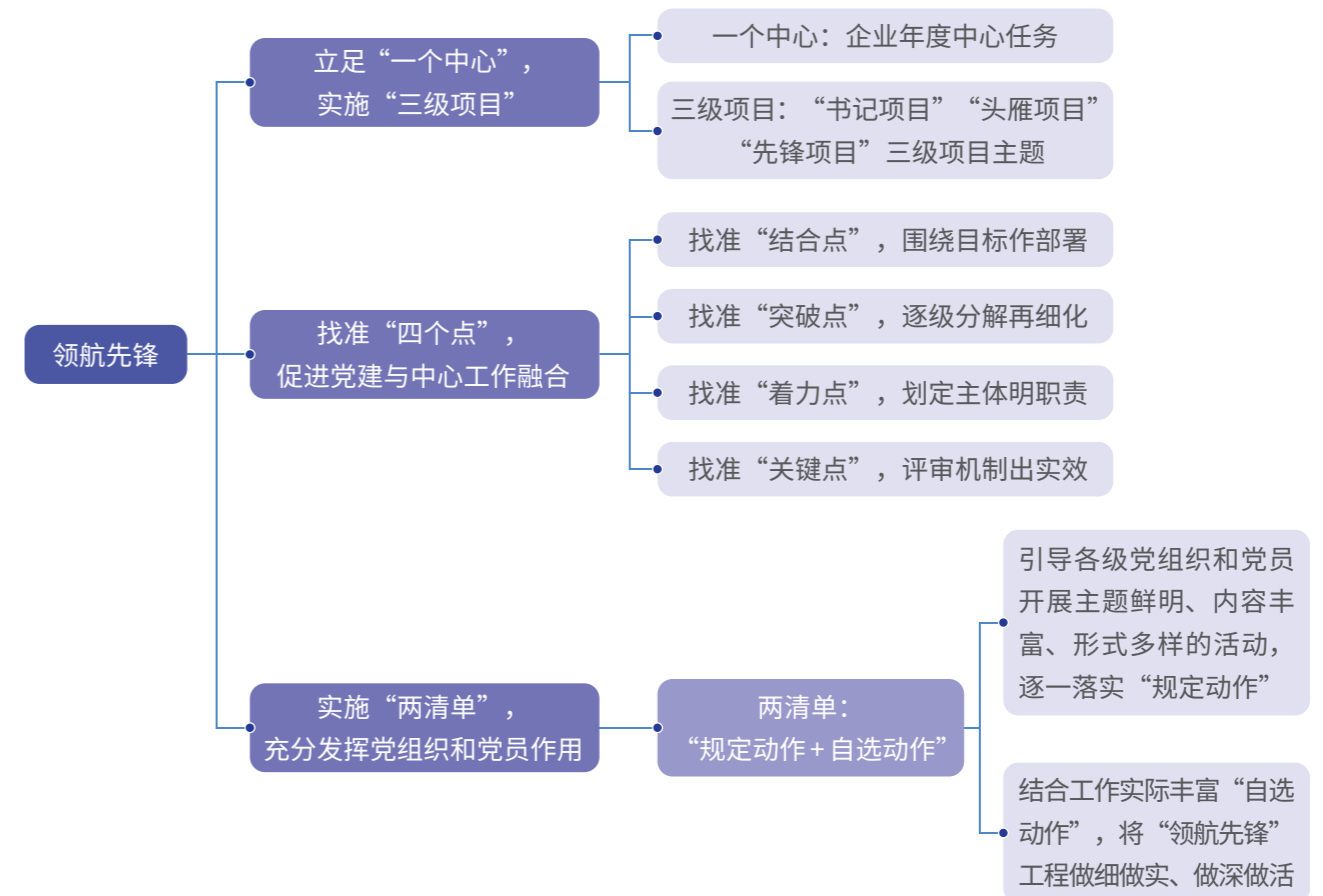 领航先锋
立足“一个中心”，
实施“三级项目”
一个中心：企业年度中心任务
三级项目：“书记项目”“头雁项目”
“先锋项目”三级项目主题
找准“四个点”，
促进党建与中心工作融合
找准“结合点”，围绕目标作部署
找准“突破点”，逐级分解再细化
找准“着力点”，划定主体明职责
找准“关键点”，评审机制出实效
实施“两清单”，
充分发挥党组织和党员作用
两清单：
“规定动作+自选动作”
引导各级党组织和党员
开展主题鲜明、内容丰
富、形式多样的活动，
逐一落实“规定动作”
结合工作实际丰富“自选
动作”，将“领航先锋”
工程做细做实、做深做活